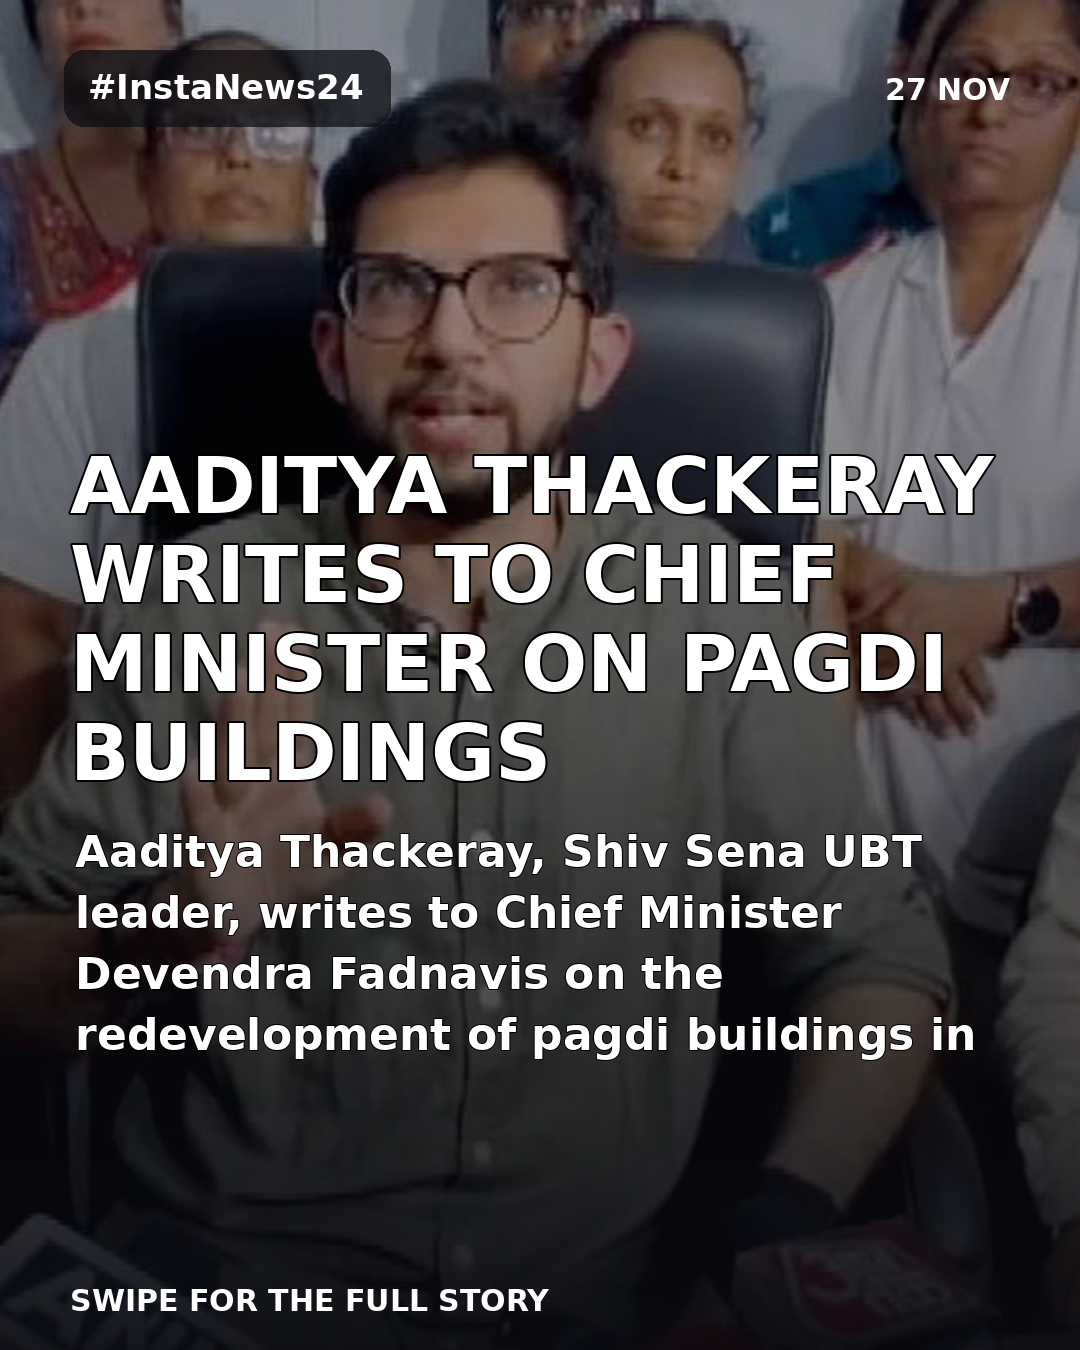 #InstaNews24
27 NOV
AADITYA THACKERAY
WRITES TO CHIEF
MINISTER ON PAGDI
BUILDINGS
Aaditya Thackeray, Shiv Sena UBT
leader, writes to Chief Minister
Devendra Fadnavis on the
redevelopment of pagdi buildings in
SWIPE FOR THE FULL STORY